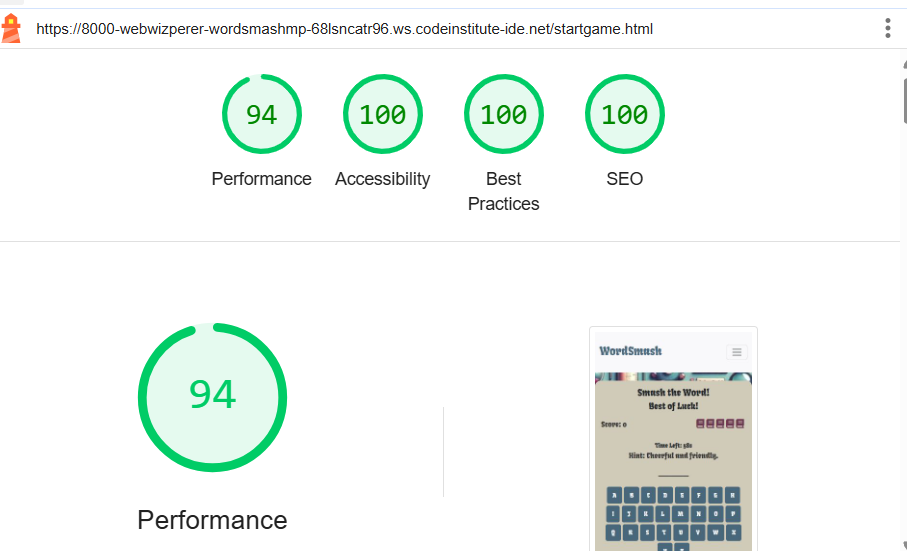 https://8000-webwizperer-wordsmashmp-68lsncatr96.ws.codeinstitute-ide.net/startgame.html
94
100
100
100
Performance
Accessibility
Best
Practices
SEO
94
Performance
WordSmash
Smash the Word!
Best of Luck!
Score: 0
Time Left: 58s
Hint: Cheerful and friendly.
A B C D E F G H
I J K L M N O P
Q R S T U V W X
Y Z